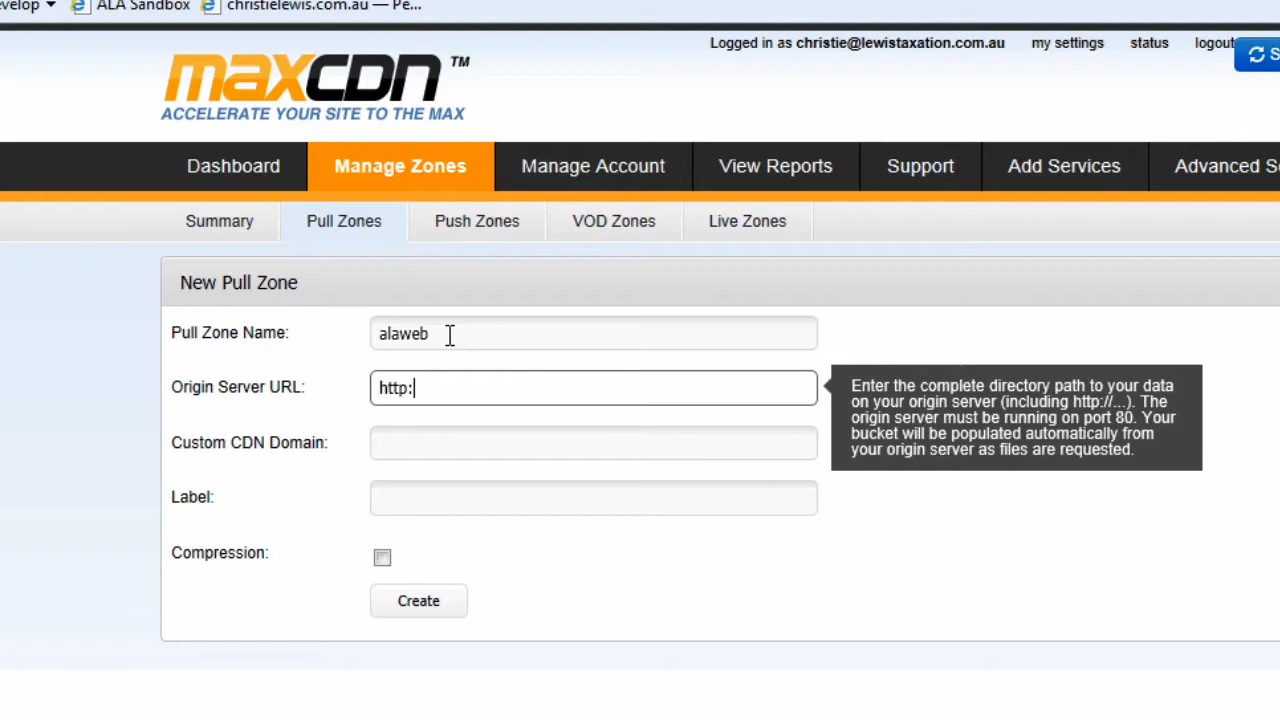 ALA Sandbox christielewis.com.au — Pe...
Logged in as christie@lewistaxation.com.au my settings status logout
maxCDN ™
ACCELERATE YOUR SITE TO THE MAX
Dashboard Manage Zones Manage Account View Reports Support Add Services Advanced
Summary Pull Zones Push Zones VOD Zones Live Zones
New Pull Zone
Pull Zone Name: alaweb
Origin Server URL: http:
Enter the complete directory path to your data
on your origin server (including http://...). The
origin server must be running on port 80. Your
bucket will be populated automatically from
your origin server as files are requested.
Custom CDN Domain:
Label:
Compression:
Create